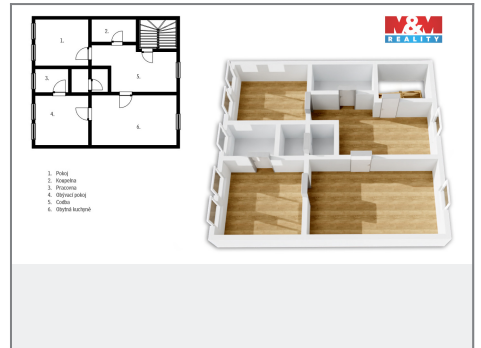 M&M
REALITY
1.
2.
3.
4.
5.
6.
1. Pokoj
2. Koupelna
3. Pracovna
4. Obývací pokoj
5. Chodba
6. Obytná kuchyně